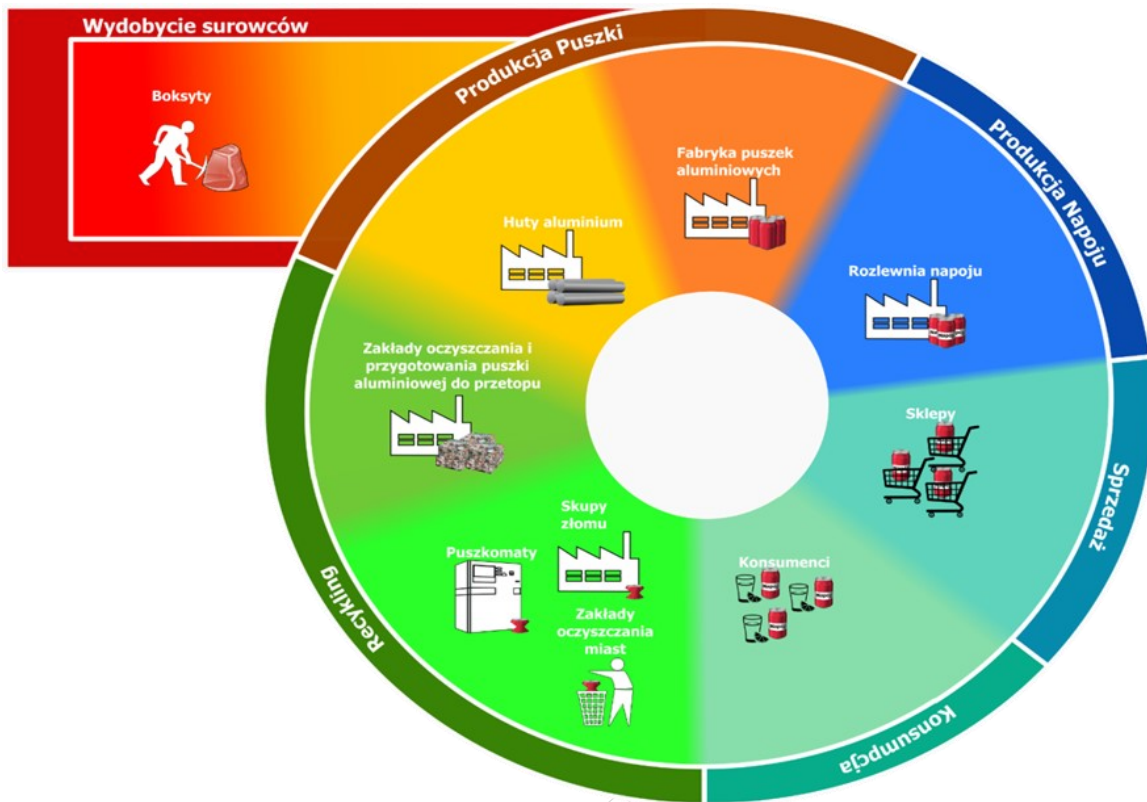 Wydobycie surowców
Boksyty
Produkcja Puszki
Fabryka puszek
aluminiowych
Huty aluminium
Produkcja Napoju
Rozlewnia napoju
Zakłady oczyszczania i
przygotowania puszki
aluminiowej do przetopu
Sklepy
Sprzedaż
Skupy
złomu
Puszkomaty
Konsumenci
Zakłady
oczyszczania
miast
Recykling
Konsumpcja